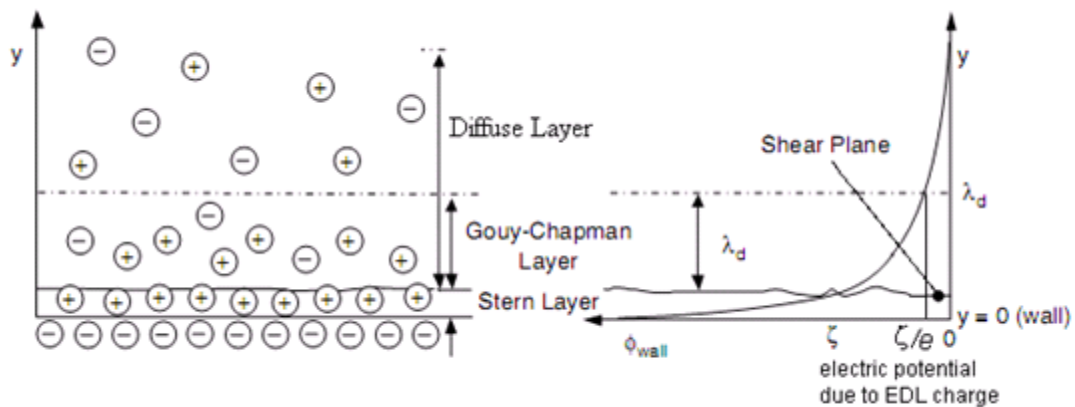 y
Diffuse Layer
Gouy-Chapman
Layer
Stern Layer
y
Shear Plane
λd
λd
y = 0 (wall)
ϕwall
ζ
ζ/e
0
electric potential
due to EDL charge